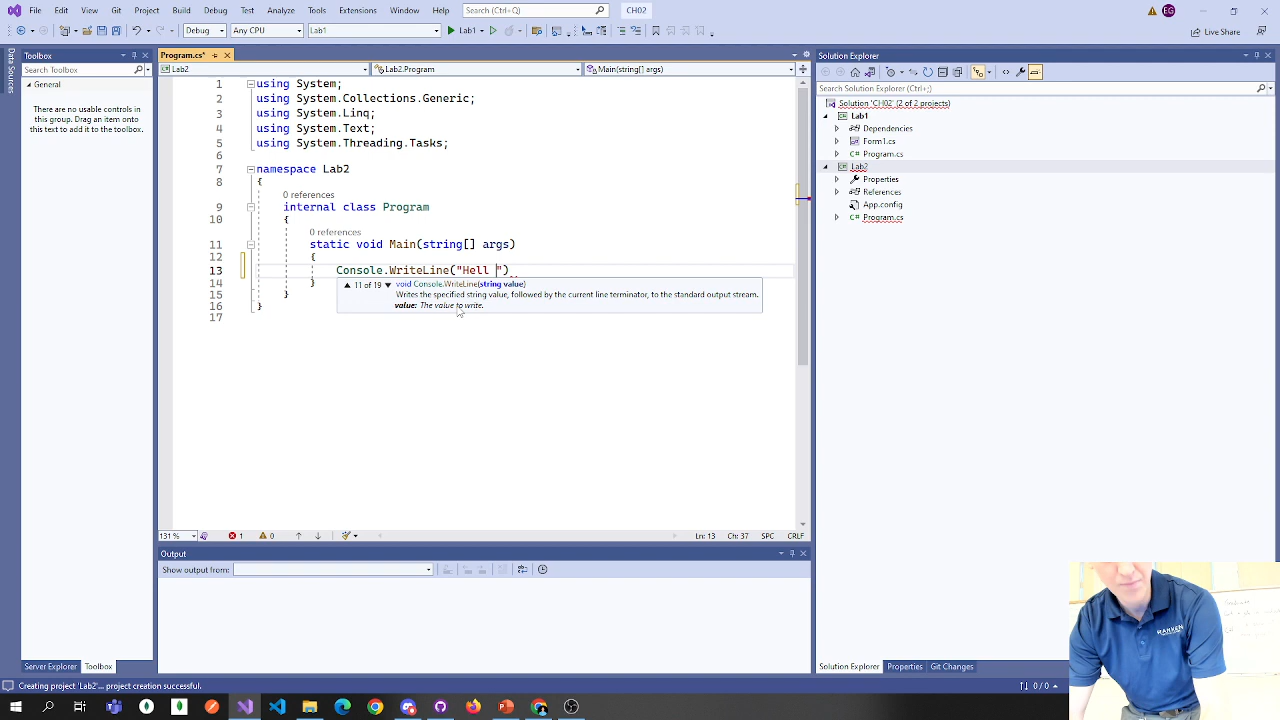 File Edit View Git Project Build Debug Test Analyze Tools Extensions Window Help Search (Ctrl+;) CH02 EG
Debug Any CPU Lab1 Lab1 Live Share
Data Sources
Toolbox
Search Toolbox
General
There are no usable controls in
this group. Drag an item onto
this text to add it to the toolbox.
Server Explorer Toolbox
Program.cs*
Lab2 Lab2.Program Main(string[] args)
1 using System;
2 using System.Collections.Generic;
3 using System.Linq;
4 using System.Text;
5 using System.Threading.Tasks;
6
7 namespace Lab2
8 {
0 references
9 internal class Program
10 {
0 references
11 static void Main(string[] args)
12 {
13 Console.WriteLine("Hell ")
14 }
15 }
16 }
17
▲ 11 of 19 ▼ void Console.WriteLine(string value)
Writes the specified string value, followed by the current line terminator, to the standard output stream.
value: The value to write.
131 % 1 0 Ln: 13 Ch: 37 SPC CRLF
Output
Show output from:
Solution Explorer
Search Solution Explorer (Ctrl+;)
Solution 'CH02' (2 of 2 projects)
Lab1
Dependencies
Form1.cs
Program.cs
Lab2
Properties
References
App.config
Program.cs
Solution Explorer Properties Git Changes
Creating project 'Lab2'... project creation successful. 0 / 0
RANKEN